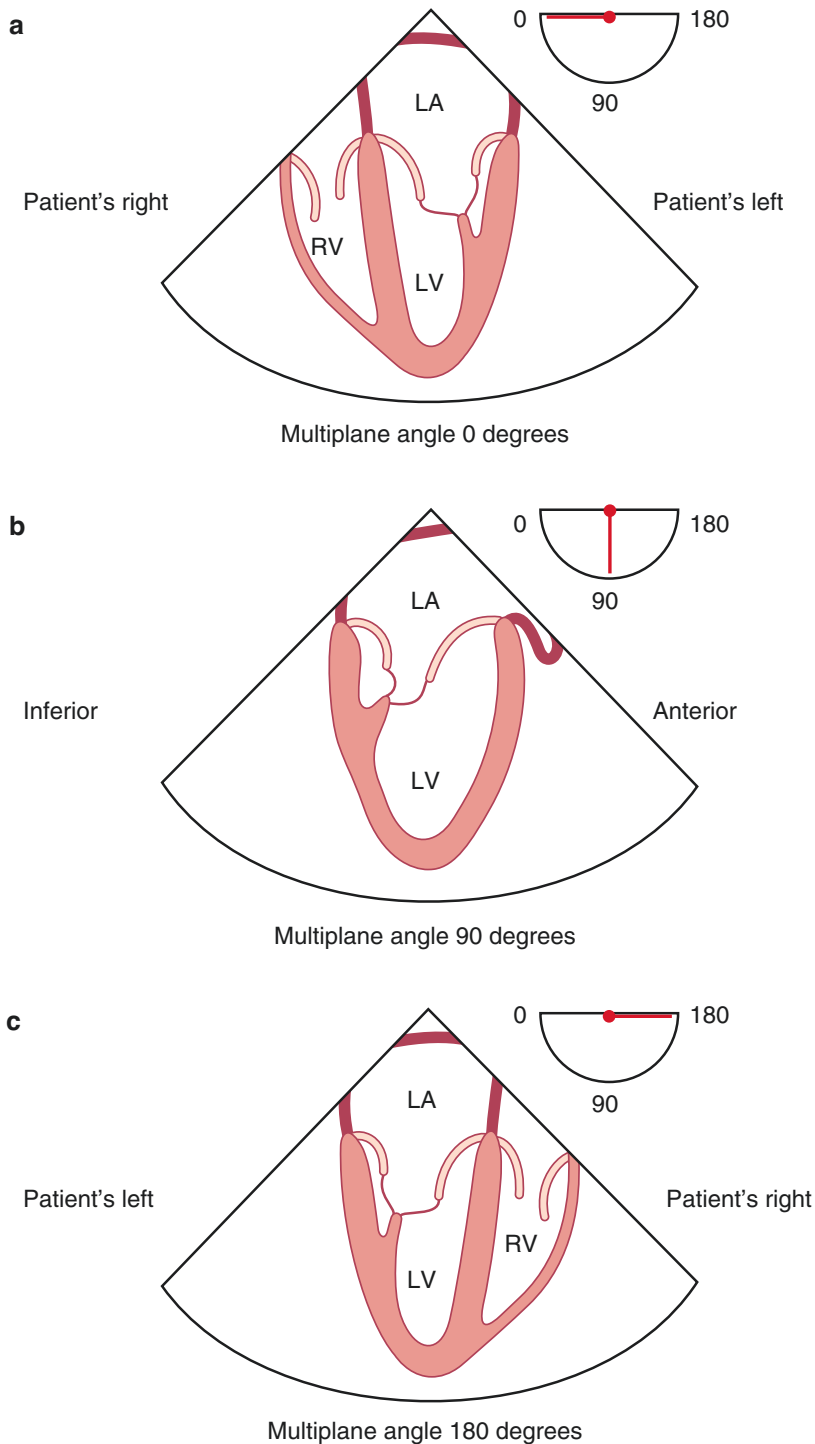 a
0
180
90
LA
Patient's right
Patient's left
RV
LV
Multiplane angle 0 degrees
b
0
180
90
LA
Inferior
Anterior
LV
Multiplane angle 90 degrees
c
0
180
90
LA
Patient's left
Patient's right
RV
LV
Multiplane angle 180 degrees